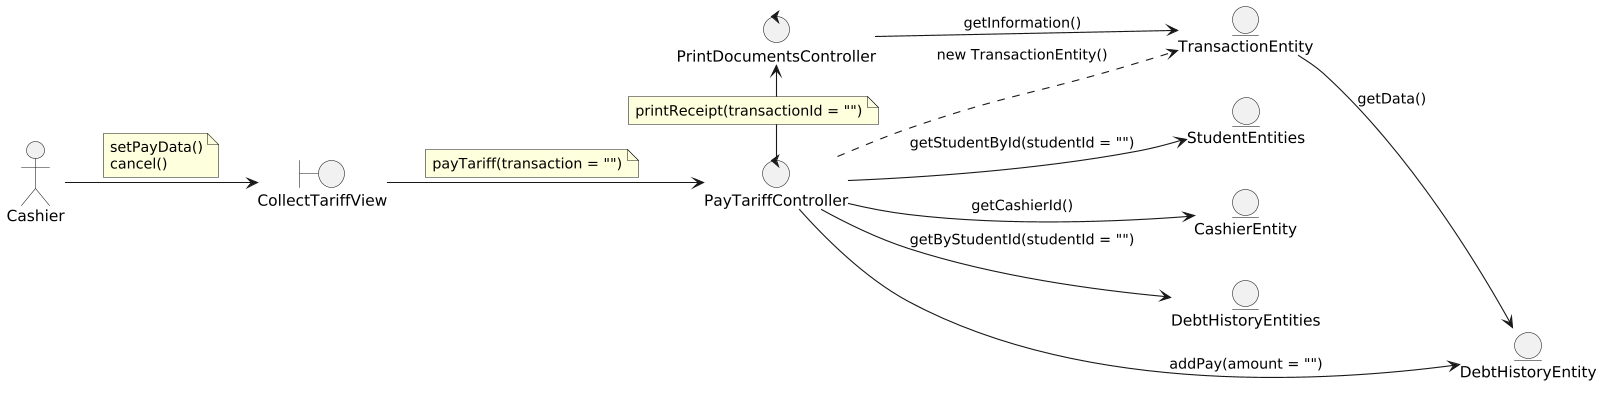 getInformation()
PrintDocumentsController
TransactionEntity
new TransactionEntity()
getData()
printReceipt(transactionId = "")
setPayData()
cancel()
getStudentById(studentId = "")
StudentEntities
payTariff(transaction = "")
Cashier
CollectTariffView
PayTariffController
getCashierId()
CashierEntity
getByStudentId(studentId = "")
DebtHistoryEntities
addPay(amount = "")
DebtHistoryEntity